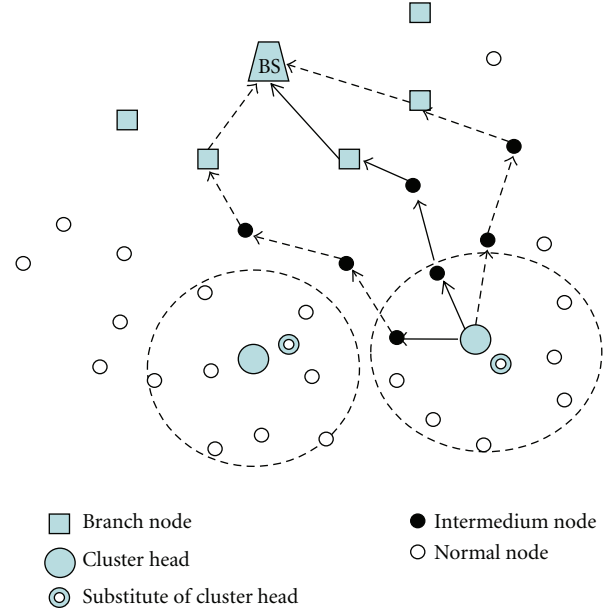 BS
Branch node
Cluster head
Substitute of cluster head
Intermedium node
Normal node